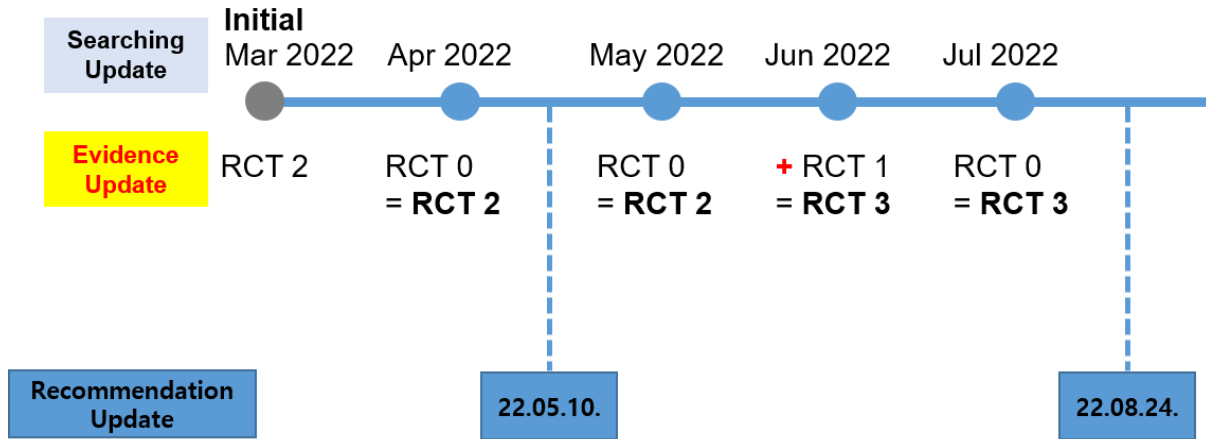 Searching
Update
Initial
Mar 2022
Apr 2022
May 2022
Jun 2022
Jul 2022
Evidence
Update
RCT 2
RCT 0
= RCT 2
RCT 0
= RCT 2
+ RCT 1
= RCT 3
RCT 0
= RCT 3
Recommendation
Update
22.05.10.
22.08.24.